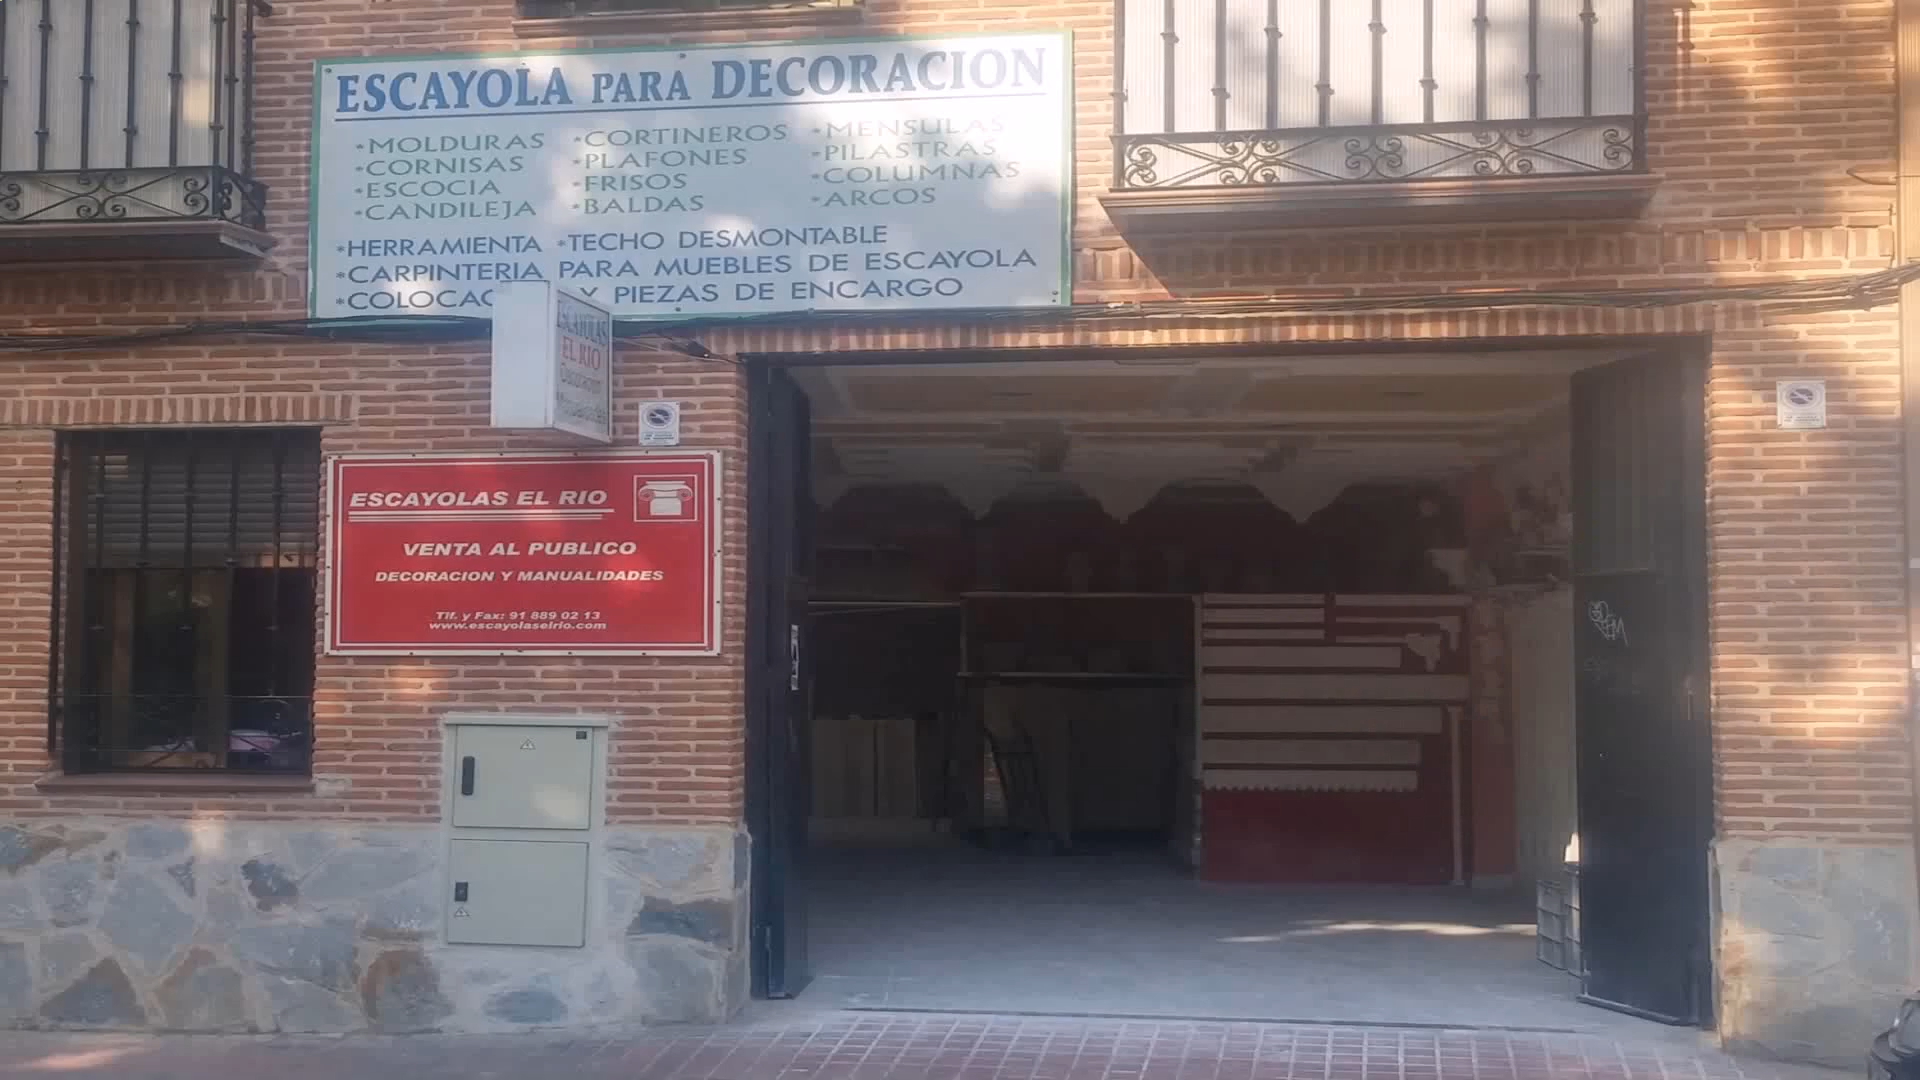 ESCAYOLA PARA DECORACION
*MOLDURAS *CORTINEROS *MENSULAS
*CORNISAS *PLAFONES *PILASTRAS
*ESCOCIA *FRISOS *COLUMNAS
*CANDILEJA *BALDAS *ARCOS
*HERRAMIENTA *TECHO DESMONTABLE
*CARPINTERIA PARA MUEBLES DE ESCAYOLA
Y PIEZAS DE ENCARGO
ESCAYOLAS
EL RIO
Decoracion
ESCAYOLAS EL RIO
VENTA AL PUBLICO
DECORACION Y MANUALIDADES
Tlf. y Fax: 91 889 02 13
www.escayolaselrio.com